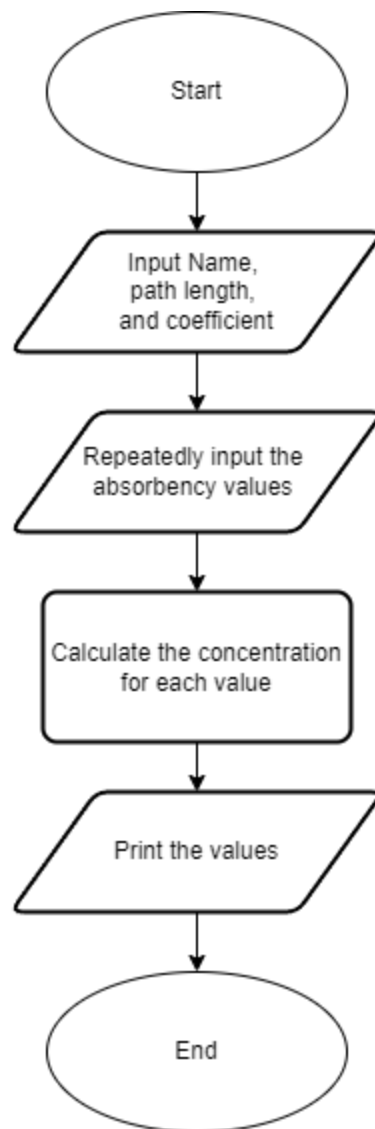 Start
Input Name,
path length,
and coefficient
Repeatedly input the
absorbency values
Calculate the concentration
for each value
Print the values
End